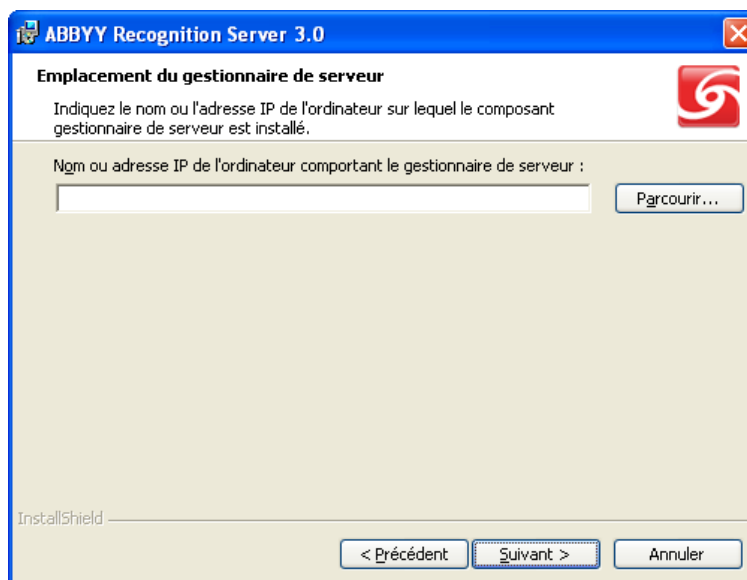 ABBYY Recognition Server 3.0
Emplacement du gestionnaire de serveur
Indiquez le nom ou l'adresse IP de l'ordinateur sur lequel le composant
gestionnaire de serveur est installé.
Nom ou adresse IP de l'ordinateur comportant le gestionnaire de serveur :
Parcourir...
InstallShield
< Précédent
Suivant >
Annuler